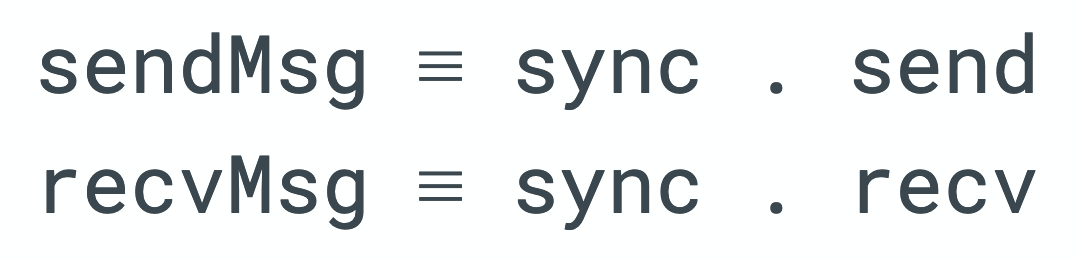 sendMsg ≡ sync . send
recvMsg ≡ sync . recv